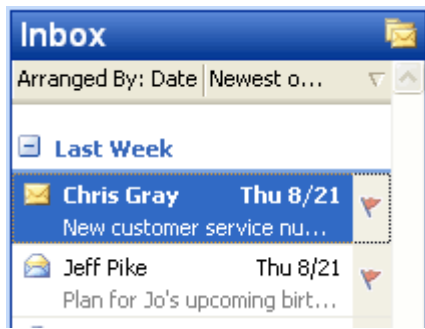 Inbox
Arranged By: Date Newest o...
Last Week
Chris Gray Thu 8/21
New customer service nu...
Jeff Pike Thu 8/21
Plan for Jo's upcoming birt...